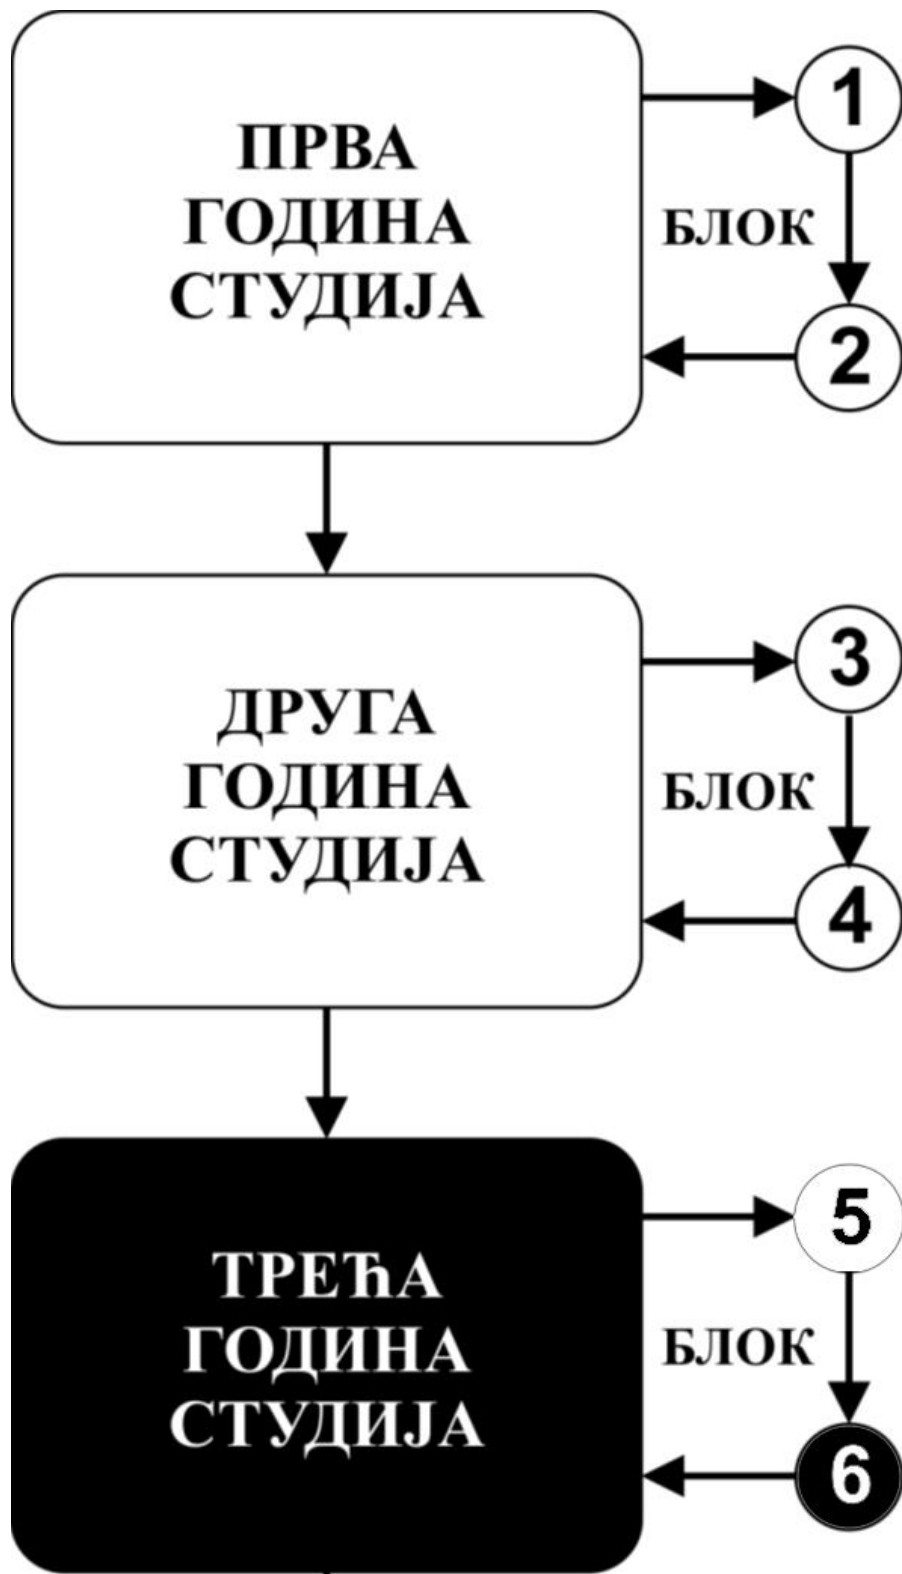 ПРВА
ГОДИНА
СТУДИЈА
1
БЛОК
2
ДРУГА
ГОДИНА
СТУДИЈА
3
БЛОК
4
ТРЕЋА
ГОДИНА
СТУДИЈА
5
БЛОК
6